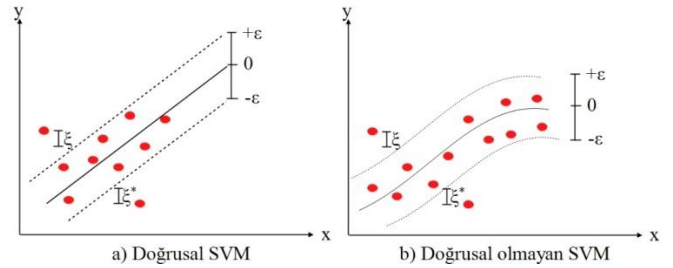 y
+ε
0
-ε
ξ
ξ*
x
a) Doğrusal SVM
y
+ε
0
-ε
ξ
ξ*
x
b) Doğrusal olmayan SVM